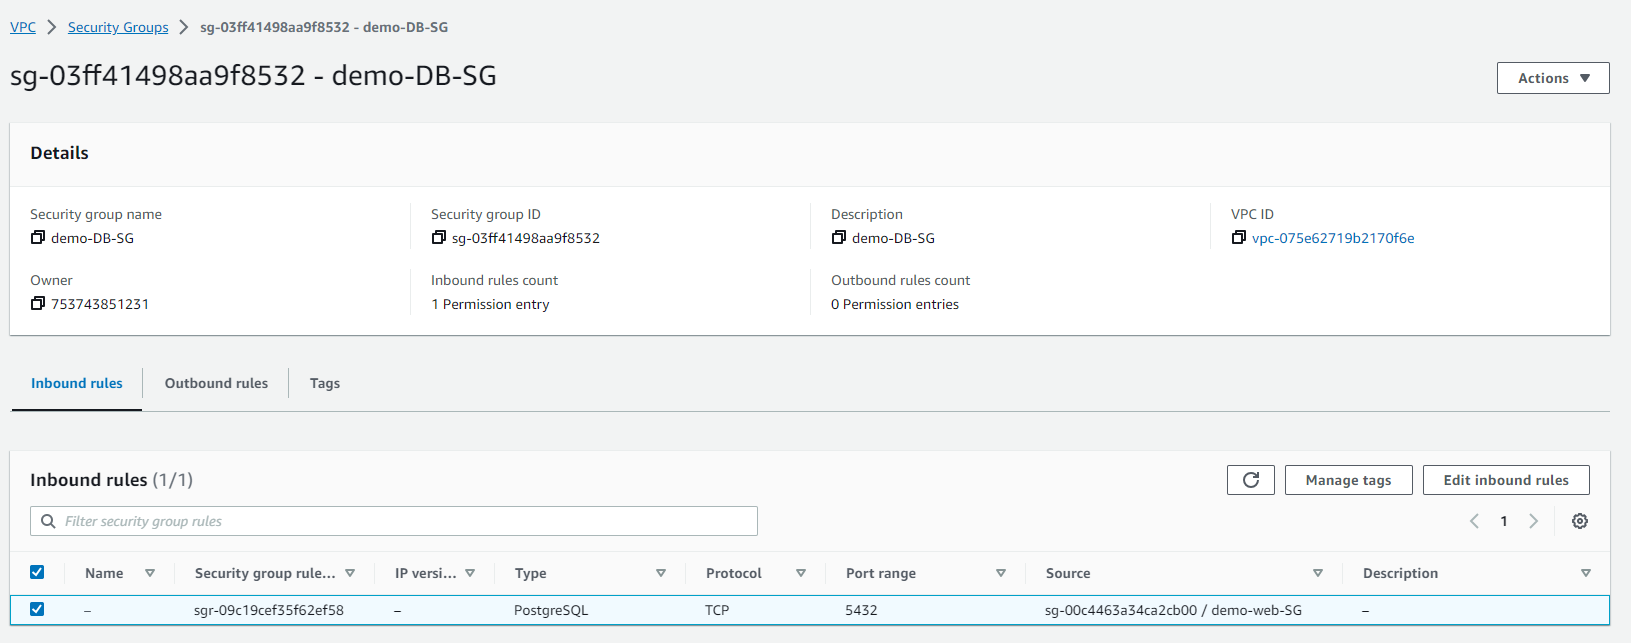 VPC > Security Groups > sg-03ff41498aa9f8532 - demo-DB-SG
sg-03ff41498aa9f8532 - demo-DB-SG
Actions
Details
Security group name
demo-DB-SG
Security group ID
sg-03ff41498aa9f8532
Description
demo-DB-SG
VPC ID
vpc-075e62719b2170f6e
Owner
753743851231
Inbound rules count
1 Permission entry
Outbound rules count
0 Permission entries
Inbound rules Outbound rules Tags
Inbound rules (1/1)
Manage tags Edit inbound rules
Filter security group rules
1
Name Security group rule... IP versi... Type Protocol Port range Source Description
– sgr-09c19cef35f62ef58 – PostgreSQL TCP 5432 sg-00c4463a34ca2cb00 / demo-web-SG –